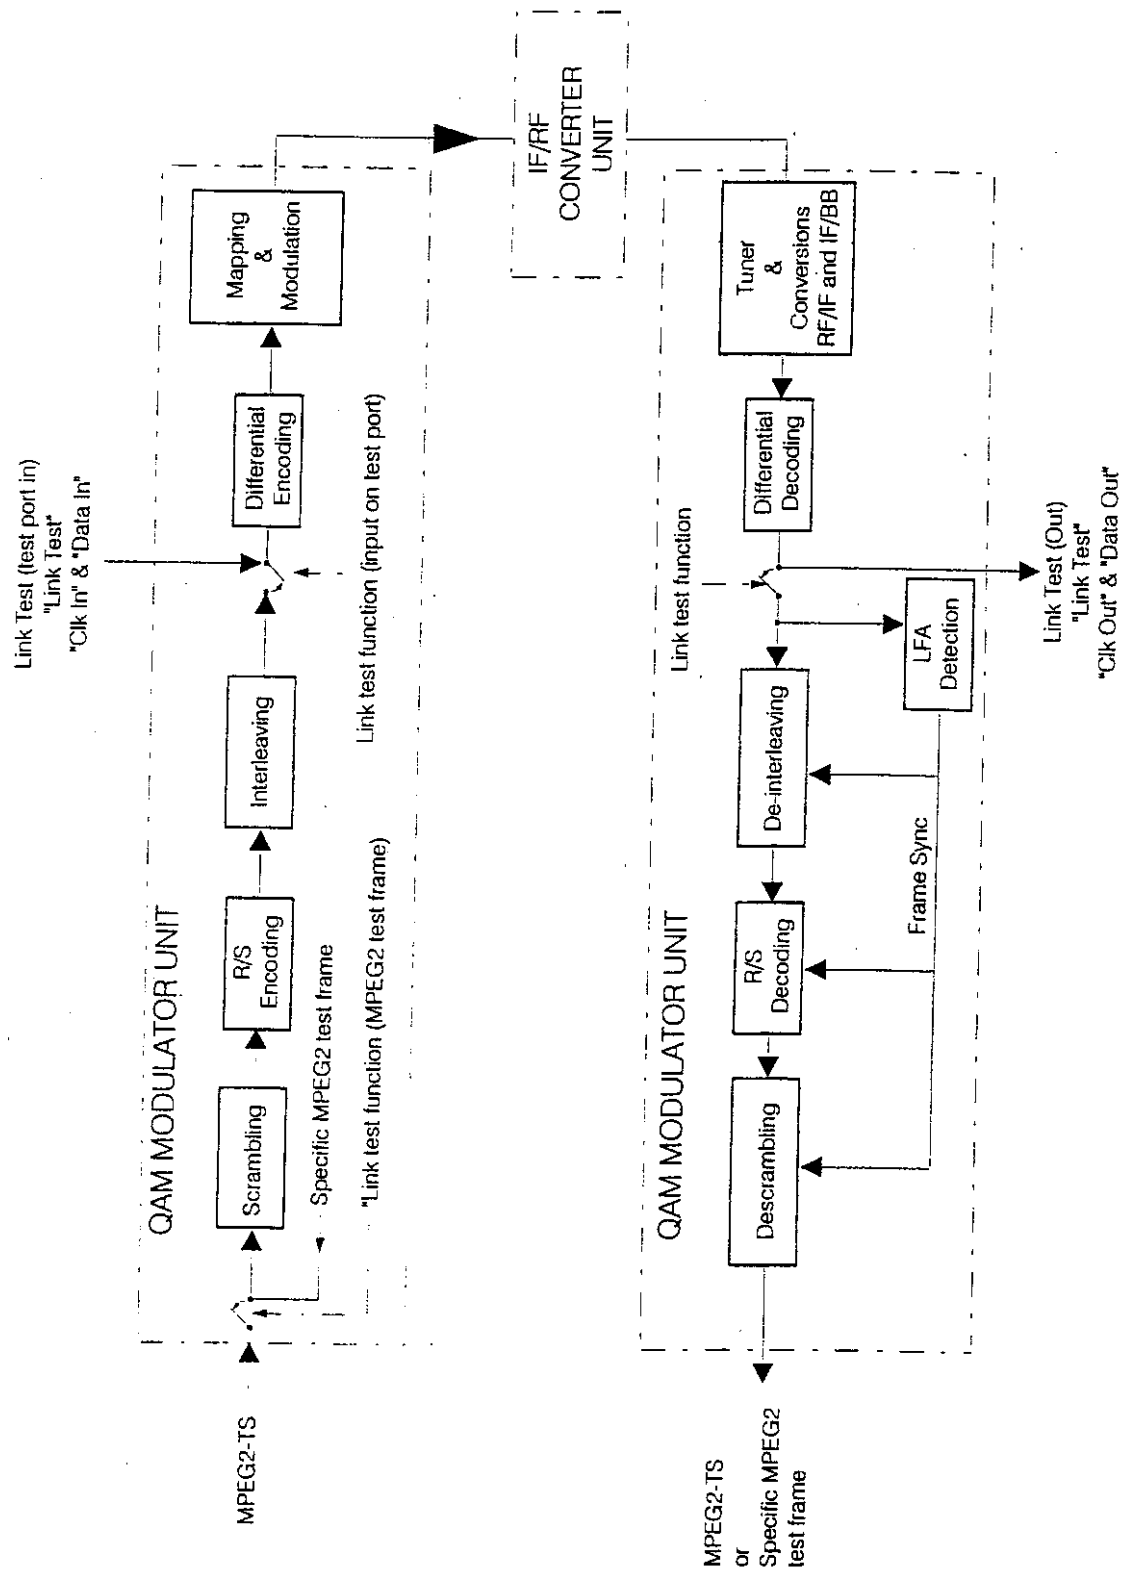 Link Test (test port in)
"Link Test"
"Clk In" & "Data In"
QAM MODULATOR UNIT
MPEG2-TS
Scrambling
R/S
Encoding
Interleaving
Differential
Encoding
Mapping
&
Modulation
Specific MPEG2 test frame
"Link test function (MPEG2 test frame)
Link test function (input on test port)
IF/RF
CONVERTER
UNIT
QAM MODULATOR UNIT
Link test function
MPEG2-TS
or
Specific MPEG2
test frame
Descrambling
R/S
Decoding
De-interleaving
Differential
Decoding
Tuner
&
Conversions
RF/IF and IF/BB
Frame Sync
LFA
Detection
Link Test (Out)
"Link Test"
"Clk Out" & "Data Out"